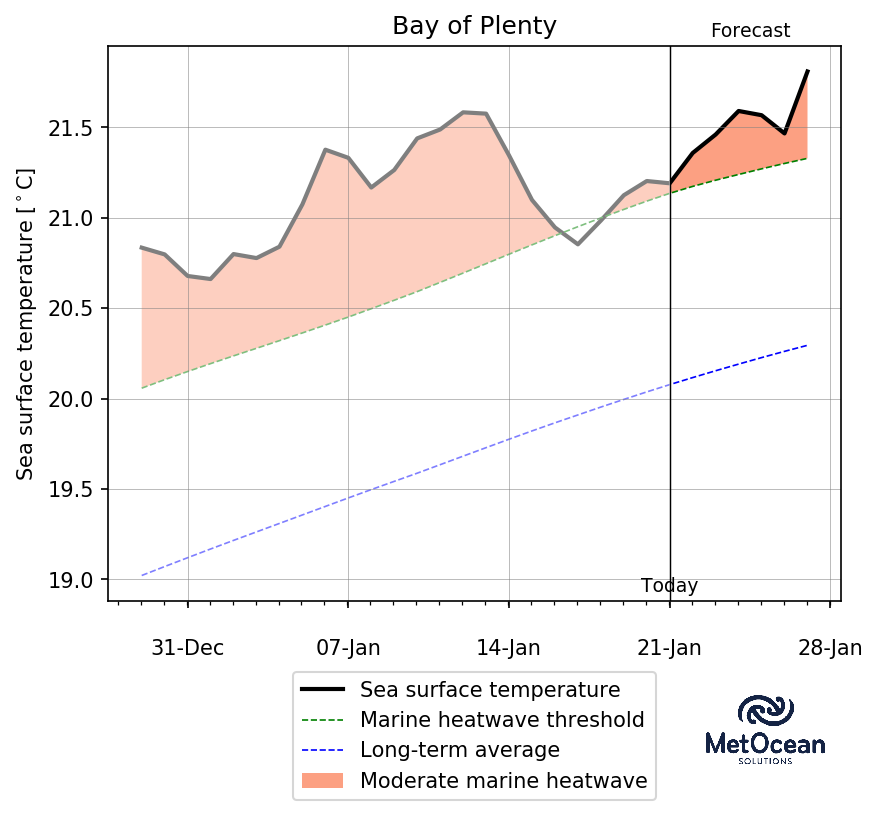 Bay of Plenty
Forecast
Sea surface temperature [°C]
21.5
21.0
20.5
20.0
19.5
19.0
Today
31-Dec
07-Jan
14-Jan
21-Jan
28-Jan
Sea surface temperature
Marine heatwave threshold
Long-term average
Moderate marine heatwave
MetOcean
SOLUTIONS